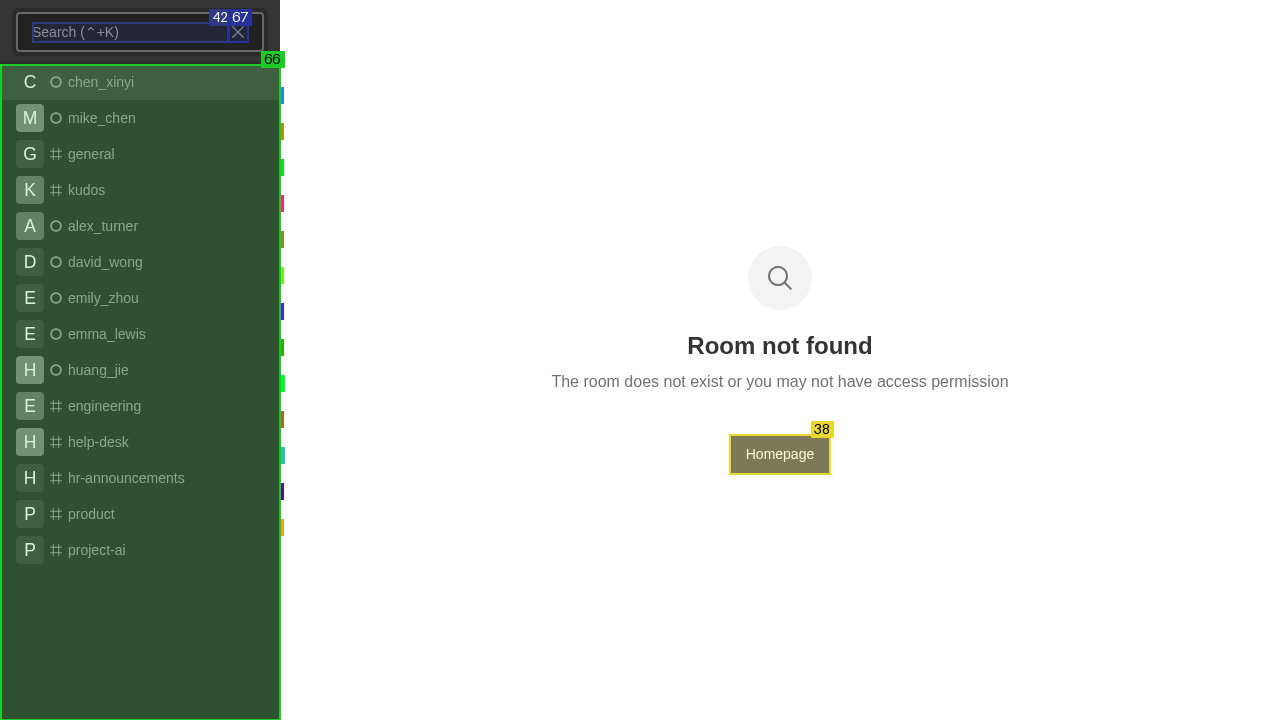 42 67
Search (⌃+K)
66
C chen_xinyi
M mike_chen
G general
K kudos
A alex_turner
D david_wong
E emily_zhou
E emma_lewis
H huang_jie
E engineering
H help-desk
H hr-announcements
P product
P project-ai
Room not found
The room does not exist or you may not have access permission
38
Homepage